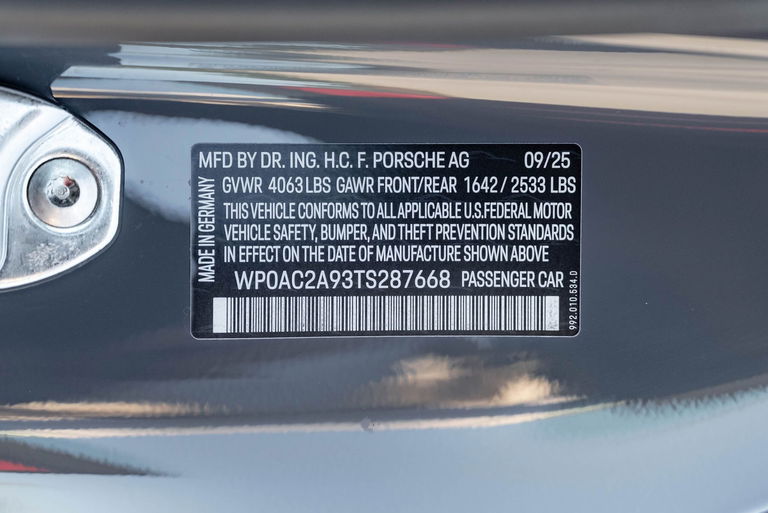 MFD BY DR. ING. H.C. F. PORSCHE AG 09/25
GVWR 4063 LBS GAWR FRONT/REAR 1642 / 2533 LBS
THIS VEHICLE CONFORMS TO ALL APPLICABLE U.S.FEDERAL MOTOR
VEHICLE SAFETY, BUMPER, AND THEFT PREVENTION STANDARDS
IN EFFECT ON THE DATE OF MANUFACTURE SHOWN ABOVE
WP0AC2A93TS287668 PASSENGER CAR
MADE IN GERMANY
992.010.534.D